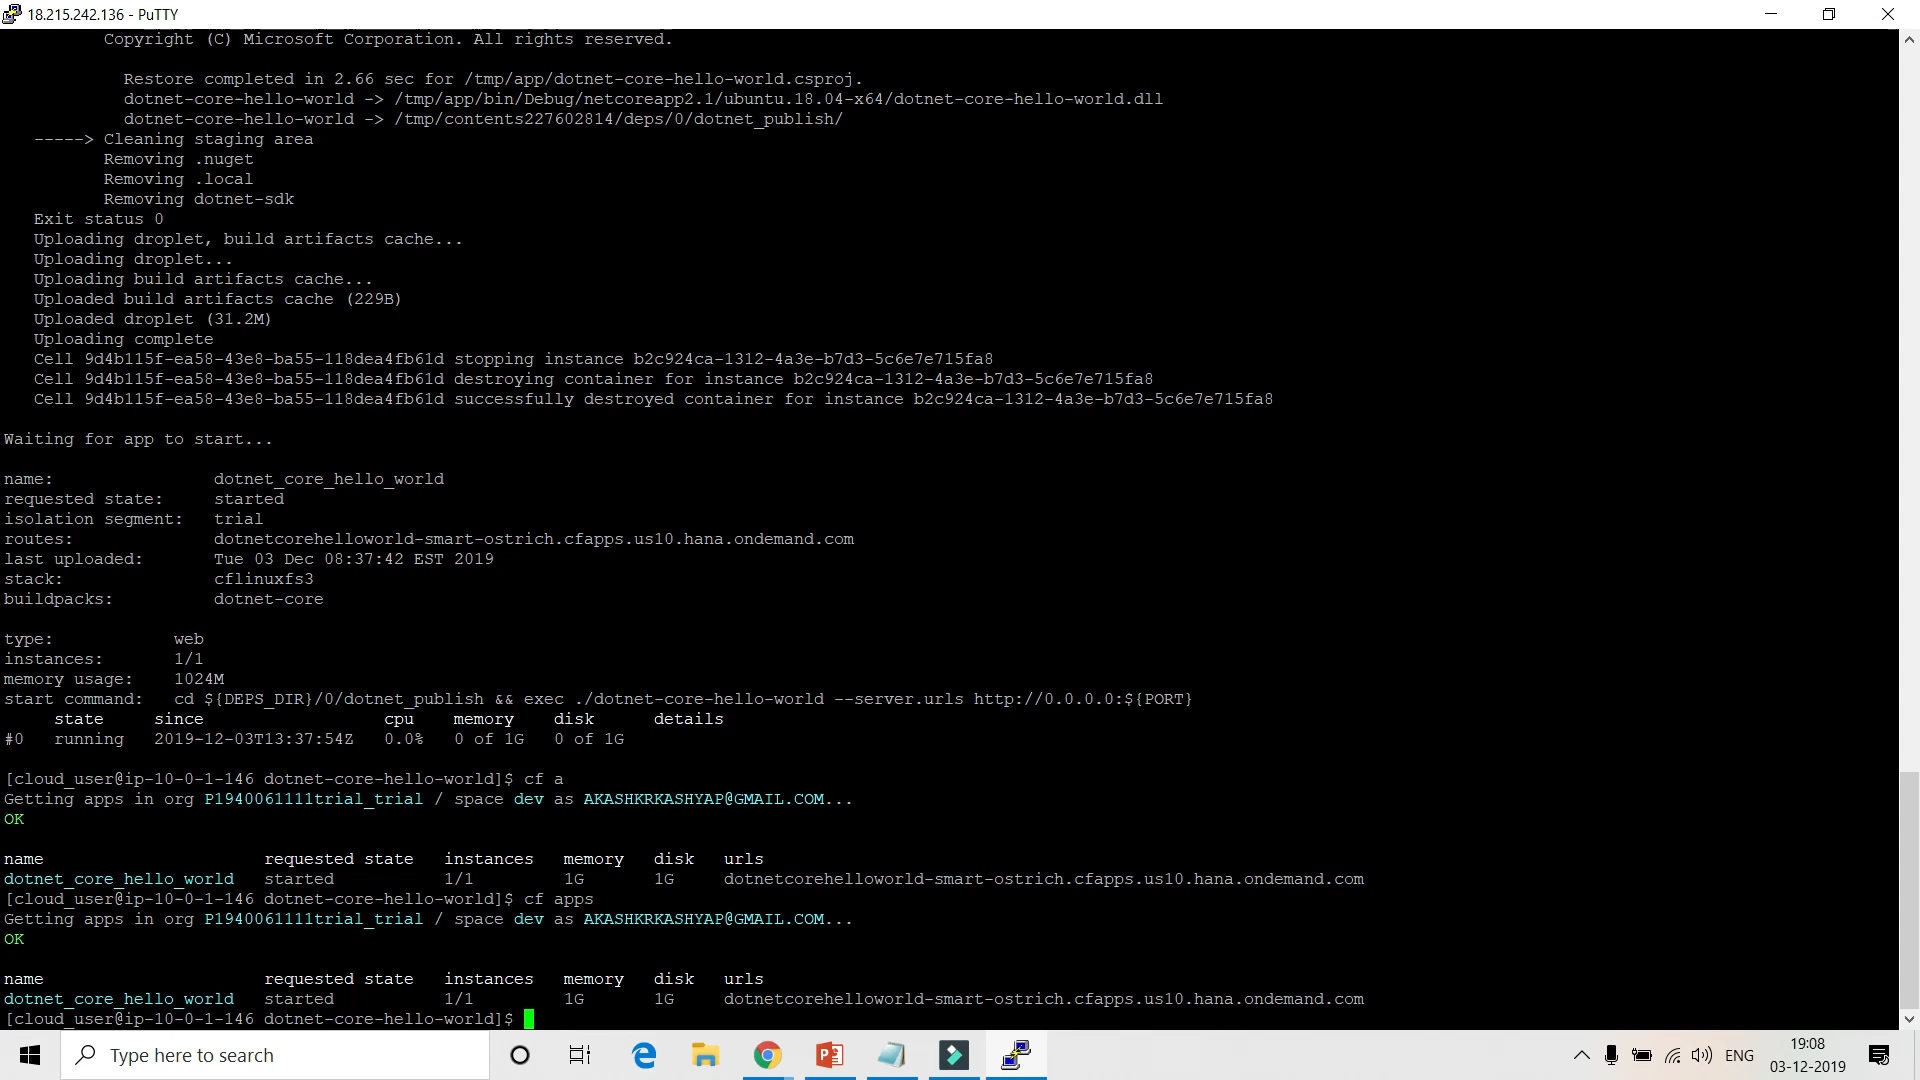 18.215.242.136 - PuTTY
Copyright (C) Microsoft Corporation. All rights reserved.
Restore completed in 2.66 sec for /tmp/app/dotnet-core-hello-world.csproj.
dotnet-core-hello-world -> /tmp/app/bin/Debug/netcoreapp2.1/ubuntu.18.04-x64/dotnet-core-hello-world.dll
dotnet-core-hello-world -> /tmp/contents227602814/deps/0/dotnet_publish/
-----> Cleaning staging area
Removing .nuget
Removing .local
Removing dotnet-sdk
Exit status 0
Uploading droplet, build artifacts cache...
Uploading droplet...
Uploading build artifacts cache...
Uploaded build artifacts cache (229B)
Uploaded droplet (31.2M)
Uploading complete
Cell 9d4b115f-ea58-43e8-ba55-118dea4fb61d stopping instance b2c924ca-1312-4a3e-b7d3-5c6e7e715fa8
Cell 9d4b115f-ea58-43e8-ba55-118dea4fb61d destroying container for instance b2c924ca-1312-4a3e-b7d3-5c6e7e715fa8
Cell 9d4b115f-ea58-43e8-ba55-118dea4fb61d successfully destroyed container for instance b2c924ca-1312-4a3e-b7d3-5c6e7e715fa8
Waiting for app to start...
name: dotnet_core_hello_world
requested state: started
isolation segment: trial
routes: dotnetcorehelloworld-smart-ostrich.cfapps.us10.hana.ondemand.com
last uploaded: Tue 03 Dec 08:37:42 EST 2019
stack: cflinuxfs3
buildpacks: dotnet-core
type: web
instances: 1/1
memory usage: 1024M
start command: cd ${DEPS_DIR}/0/dotnet_publish && exec ./dotnet-core-hello-world --server.urls http://0.0.0.0:${PORT}
state since cpu memory disk details
#0 running 2019-12-03T13:37:54Z 0.0% 0 of 1G 0 of 1G
[cloud_user@ip-10-0-1-146 dotnet-core-hello-world]$ cf a
Getting apps in org P1940061111trial_trial / space dev as AKASHKRKASHYAP@GMAIL.COM...
OK
name requested state instances memory disk urls
dotnet_core_hello_world started 1/1 1G 1G dotnetcorehelloworld-smart-ostrich.cfapps.us10.hana.ondemand.com
[cloud_user@ip-10-0-1-146 dotnet-core-hello-world]$ cf apps
Getting apps in org P1940061111trial_trial / space dev as AKASHKRKASHYAP@GMAIL.COM...
OK
name requested state instances memory disk urls
dotnet_core_hello_world started 1/1 1G 1G dotnetcorehelloworld-smart-ostrich.cfapps.us10.hana.ondemand.com
[cloud_user@ip-10-0-1-146 dotnet-core-hello-world]$
Type here to search
ENG
19:08
03-12-2019